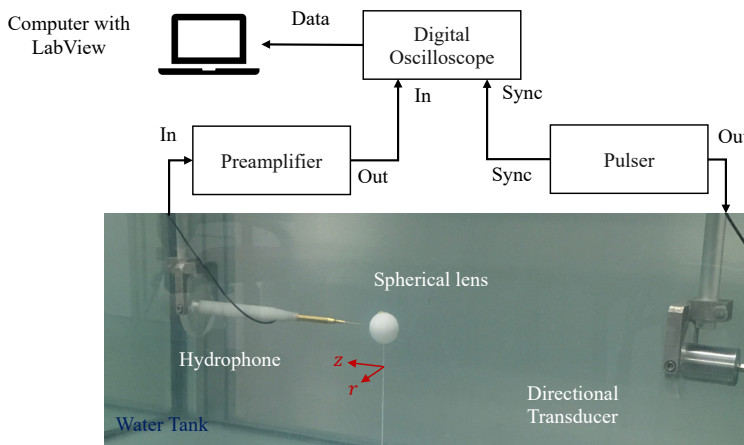 Computer with
LabView
Data
Digital
Oscilloscope
In
Sync
In
Preamplifier
Out
Sync
Pulser
Out
Spherical lens
Hydrophone
z
r
Directional
Transducer
Water Tank